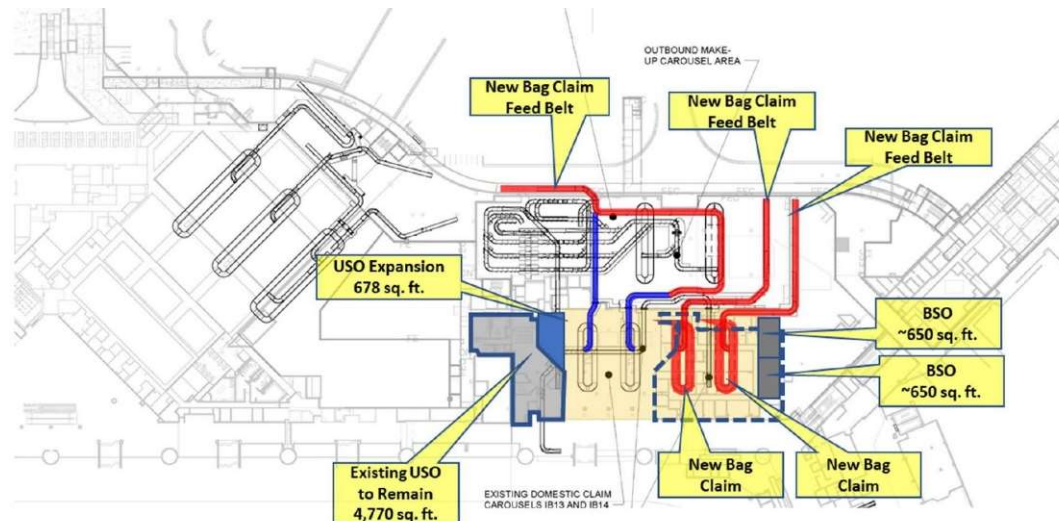 OUTBOUND MAKE-
UP CAROUSEL AREA
New Bag Claim
Feed Belt
New Bag Claim
Feed Belt
New Bag Claim
Feed Belt
USO Expansion
678 sq. ft.
BSO
~650 sq. ft.
BSO
~650 sq. ft.
Existing USO
to Remain
4,770 sq. ft.
EXISTING DOMESTIC CLAIM
CAROUSELS IB13 AND IB14
New Bag
Claim
New Bag
Claim